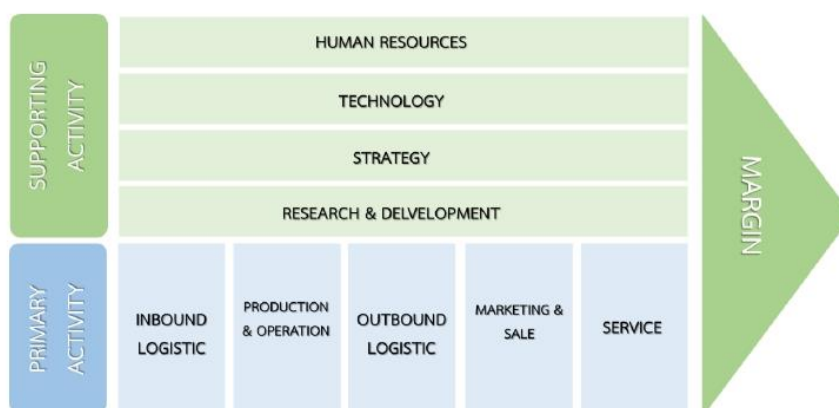 SUPPORTING
ACTIVITY
HUMAN RESOURCES
TECHNOLOGY
STRATEGY
RESEARCH & DELVELOPMENT
MARGIN
PRIMARY
ACTIVITY
INBOUND
LOGISTIC
PRODUCTION
& OPERATION
OUTBOUND
LOGISTIC
MARKETING &
SALE
SERVICE